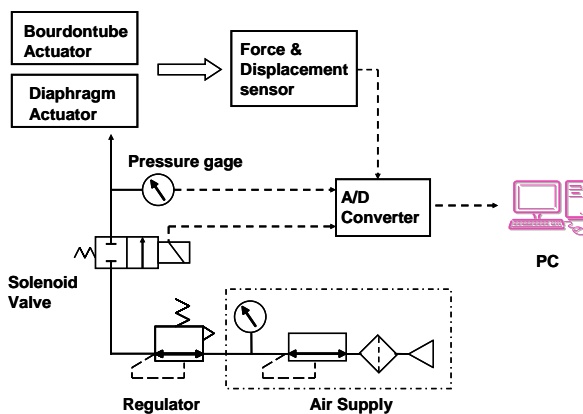 Bourdontube
Actuator
Force &
Displacement
sensor
Diaphragm
Actuator
Pressure gage
A/D
Converter
PC
Solenoid
Valve
Regulator
Air Supply